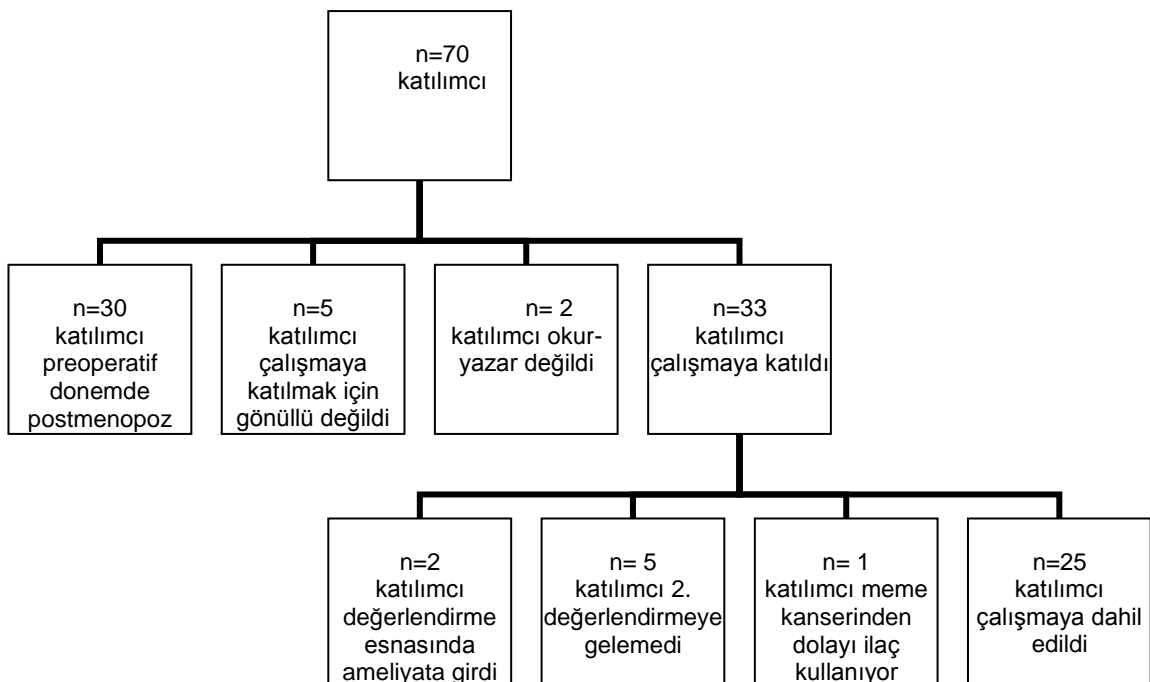 n=70
katılımcı
n=30
katılımcı
preoperatif
donemde
postmenopoz
n=5
katılımcı
çalışmaya
katılmak için
gönüllü değildi
n= 2
katılımcı okur-
yazar değildi
n=33
katılımcı
çalışmaya katıldı
n=2
katılımcı
değerlendirme
esnasında
ameliyata girdi
n= 5
katılımcı 2.
değerlendirmeye
gelemedi
n= 1
katılımcı meme
kanserinden
dolayı ilaç
kullanıyor
n=25
katılımcı
çalışmaya dahil
edildi